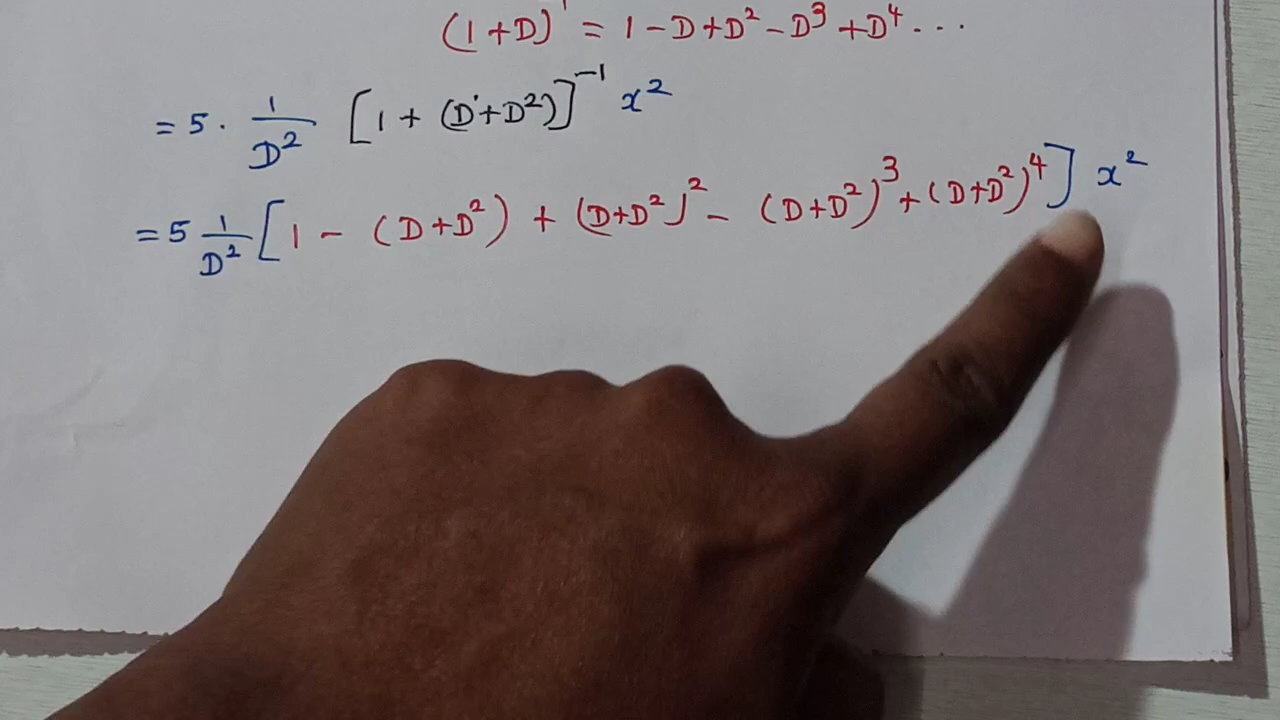 (1+D)⁻¹ = 1-D+D²-D³+D⁴...
= 5 · 1/D² [1 + (D+D²)]⁻¹ x²
= 5 1/D² [1 - (D+D²) + (D+D²)² - (D+D²)³ + (D+D²)⁴] x²